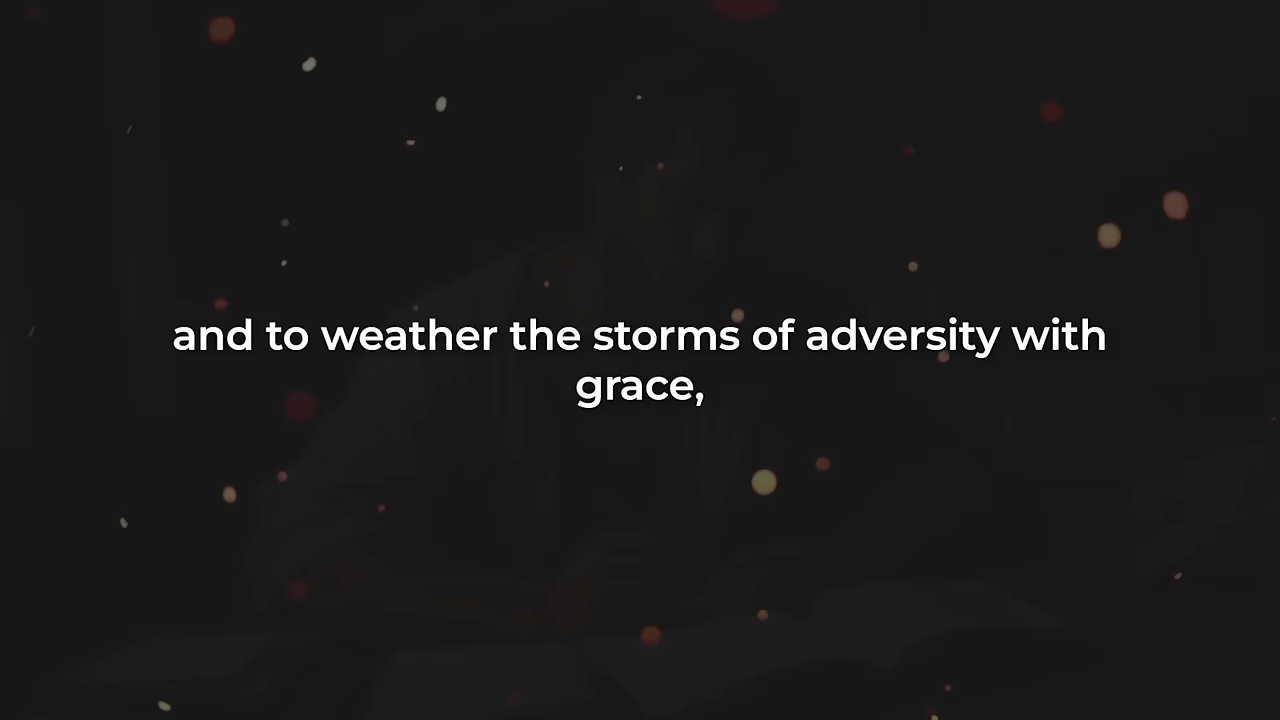 and to weather the storms of adversity with
grace,